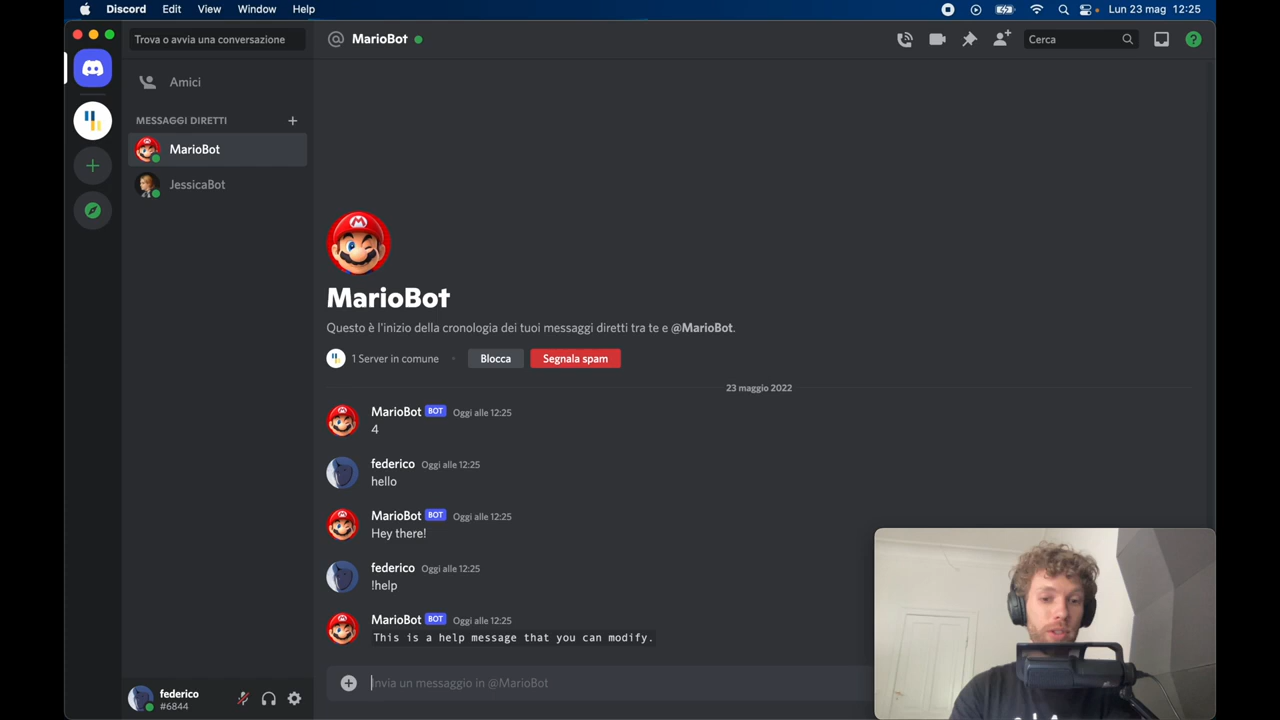 Discord Edit View Window Help
Lun 23 mag 12:25
Trova o avvia una conversazione
MarioBot
Cerca
Amici
MESSAGGI DIRETTI
MarioBot
JessicaBot
MarioBot
Questo è l'inizio della cronologia dei tuoi messaggi diretti tra te e @MarioBot.
1 Server in comune
Blocca
Segnala spam
23 maggio 2022
MarioBot BOT Oggi alle 12:25
4
federico Oggi alle 12:25
hello
MarioBot BOT Oggi alle 12:25
Hey there!
federico Oggi alle 12:25
!help
MarioBot BOT Oggi alle 12:25
This is a help message that you can modify.
Invia un messaggio in @MarioBot
federico
#6844